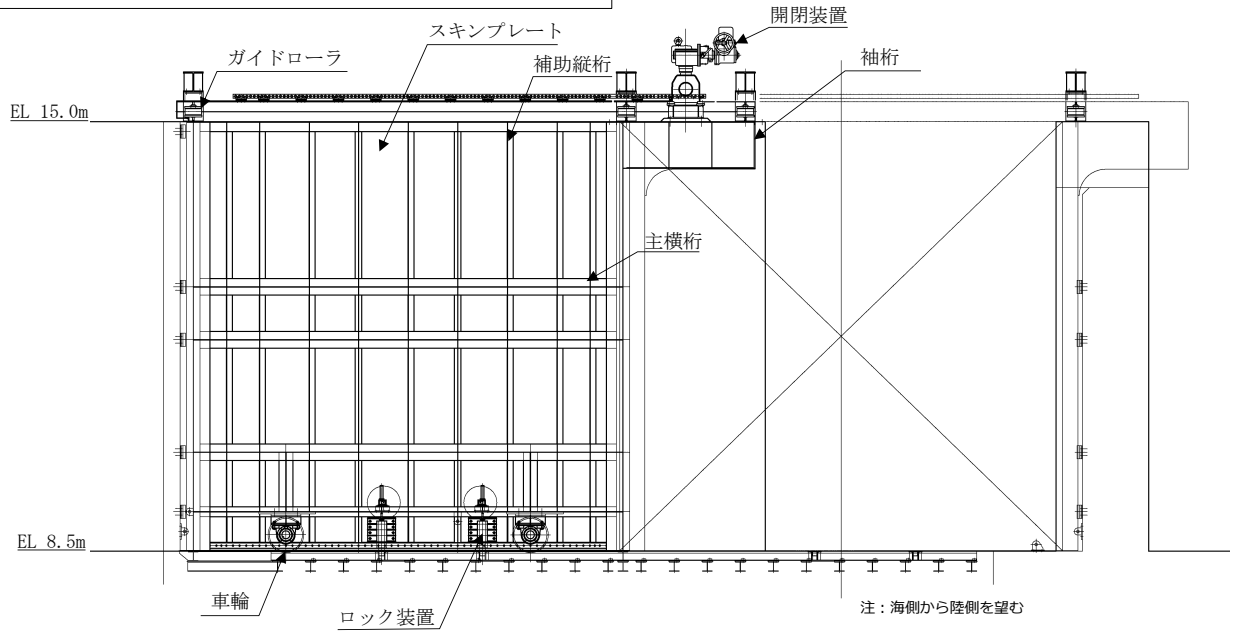 開閉装置
スキンプレート
ガイドローラ
補助縦桁
袖桁
EL 15.0m
主横桁
EL 8.5m
車輪
ロック装置
注：海側から陸側を望む